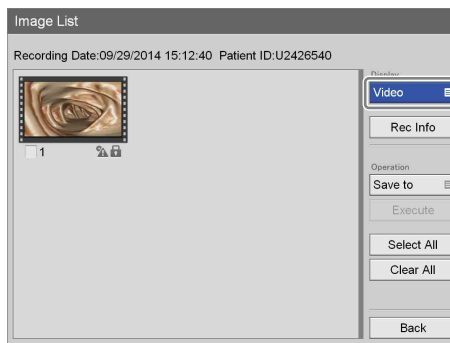 Image List
Recording Date:09/29/2014 15:12:40 Patient ID:U2426540
Display
Video
Rec Info
1
Operation
Save to
Execute
Select All
Clear All
Back